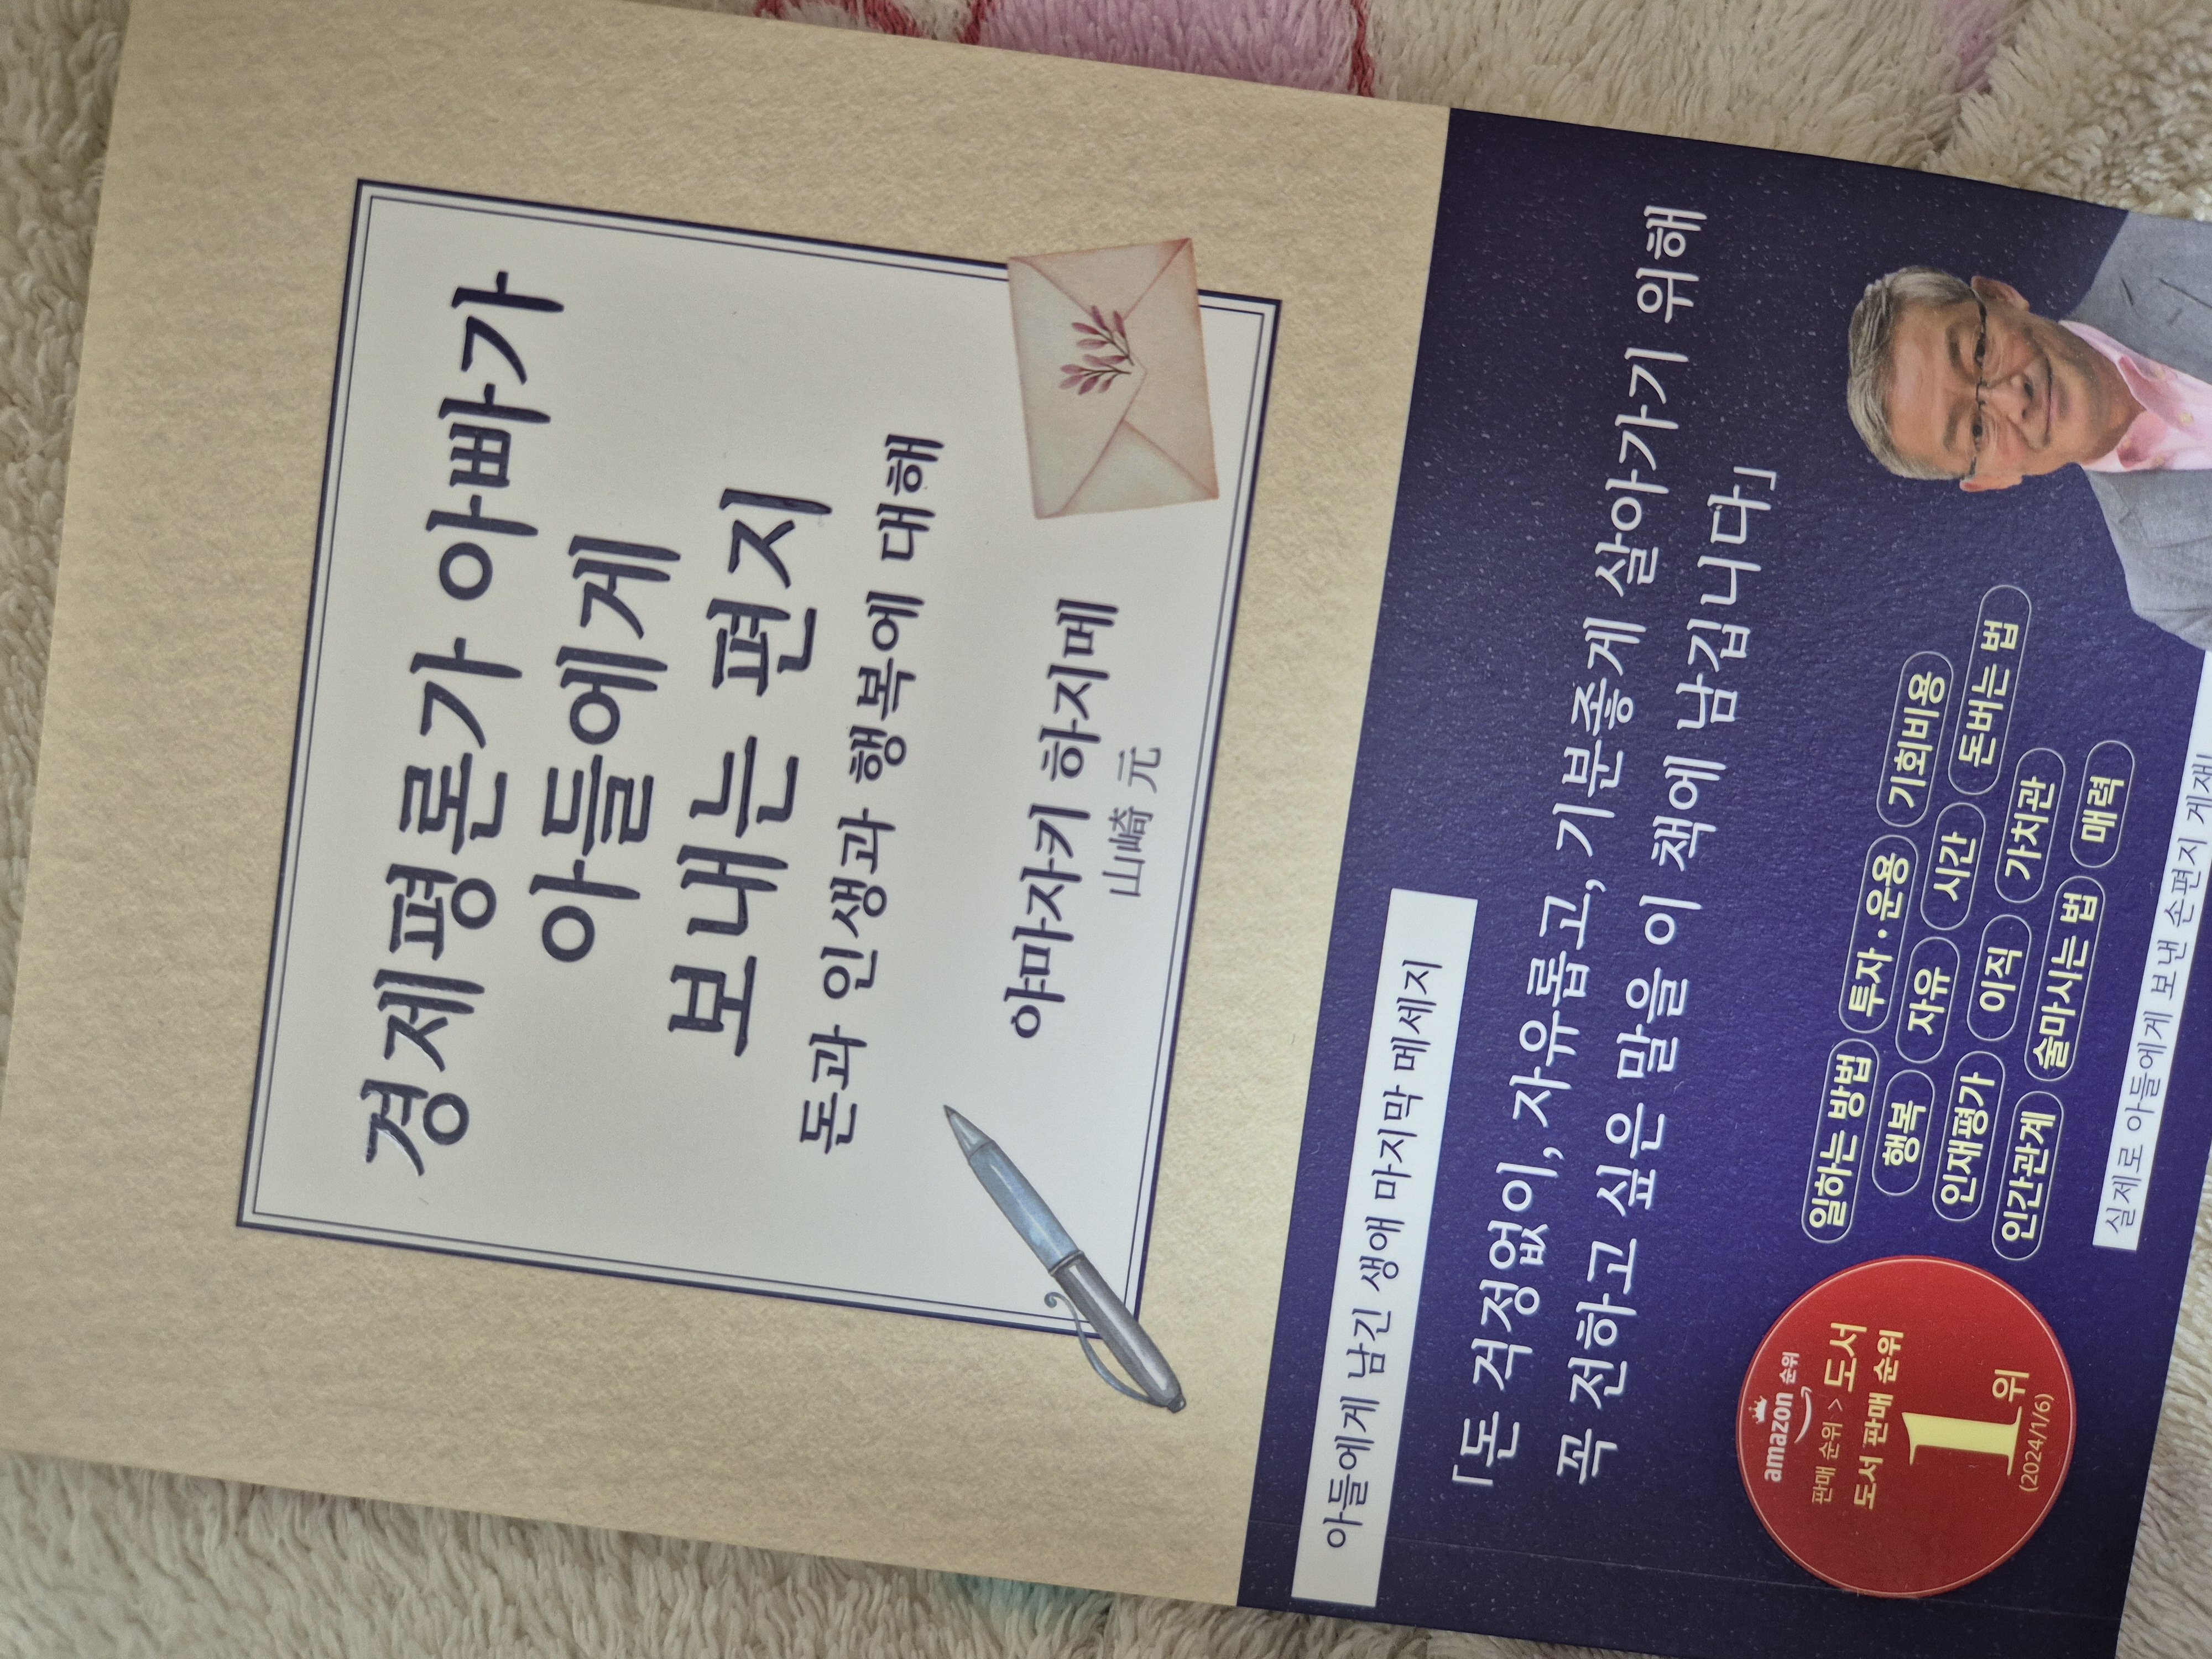 경제평론가 아빠가
아들에게
보내는 편지
돈과 인생과 행복에 대해
야마자키 하지메
山崎 元
아들에게 남긴 생애 마지막 메세지
「돈 걱정없이, 자유롭고, 기분좋게 살아가기 위해
꼭 전하고 싶은 말을 이 책에 남깁니다」
amazon 순위
판매 순위 > 도서
도서 판매 순위
1위
(2024/1/6)
일하는 방법 투자·운용 기회비용
행복 자유 시간 돈버는 법
인재평가 이직 가치관
인간관계 술마시는 법 매력
실제로 아들에게 보낸 손편지 게재!